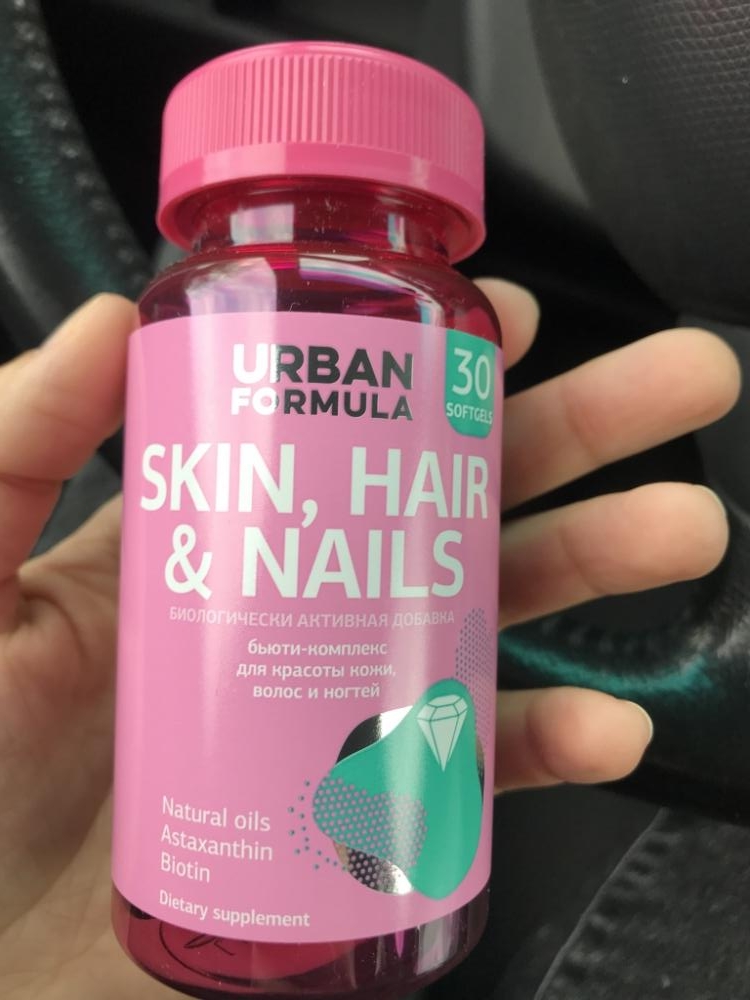 URBAN
FORMULA
30
SOFTGELS
SKIN, HAIR
& NAILS
БИОЛОГИЧЕСКИ АКТИВНАЯ ДОБАВКА
бьюти-комплекс
для красоты кожи,
волос и ногтей
Natural oils
Astaxanthin
Biotin
Dietary supplement